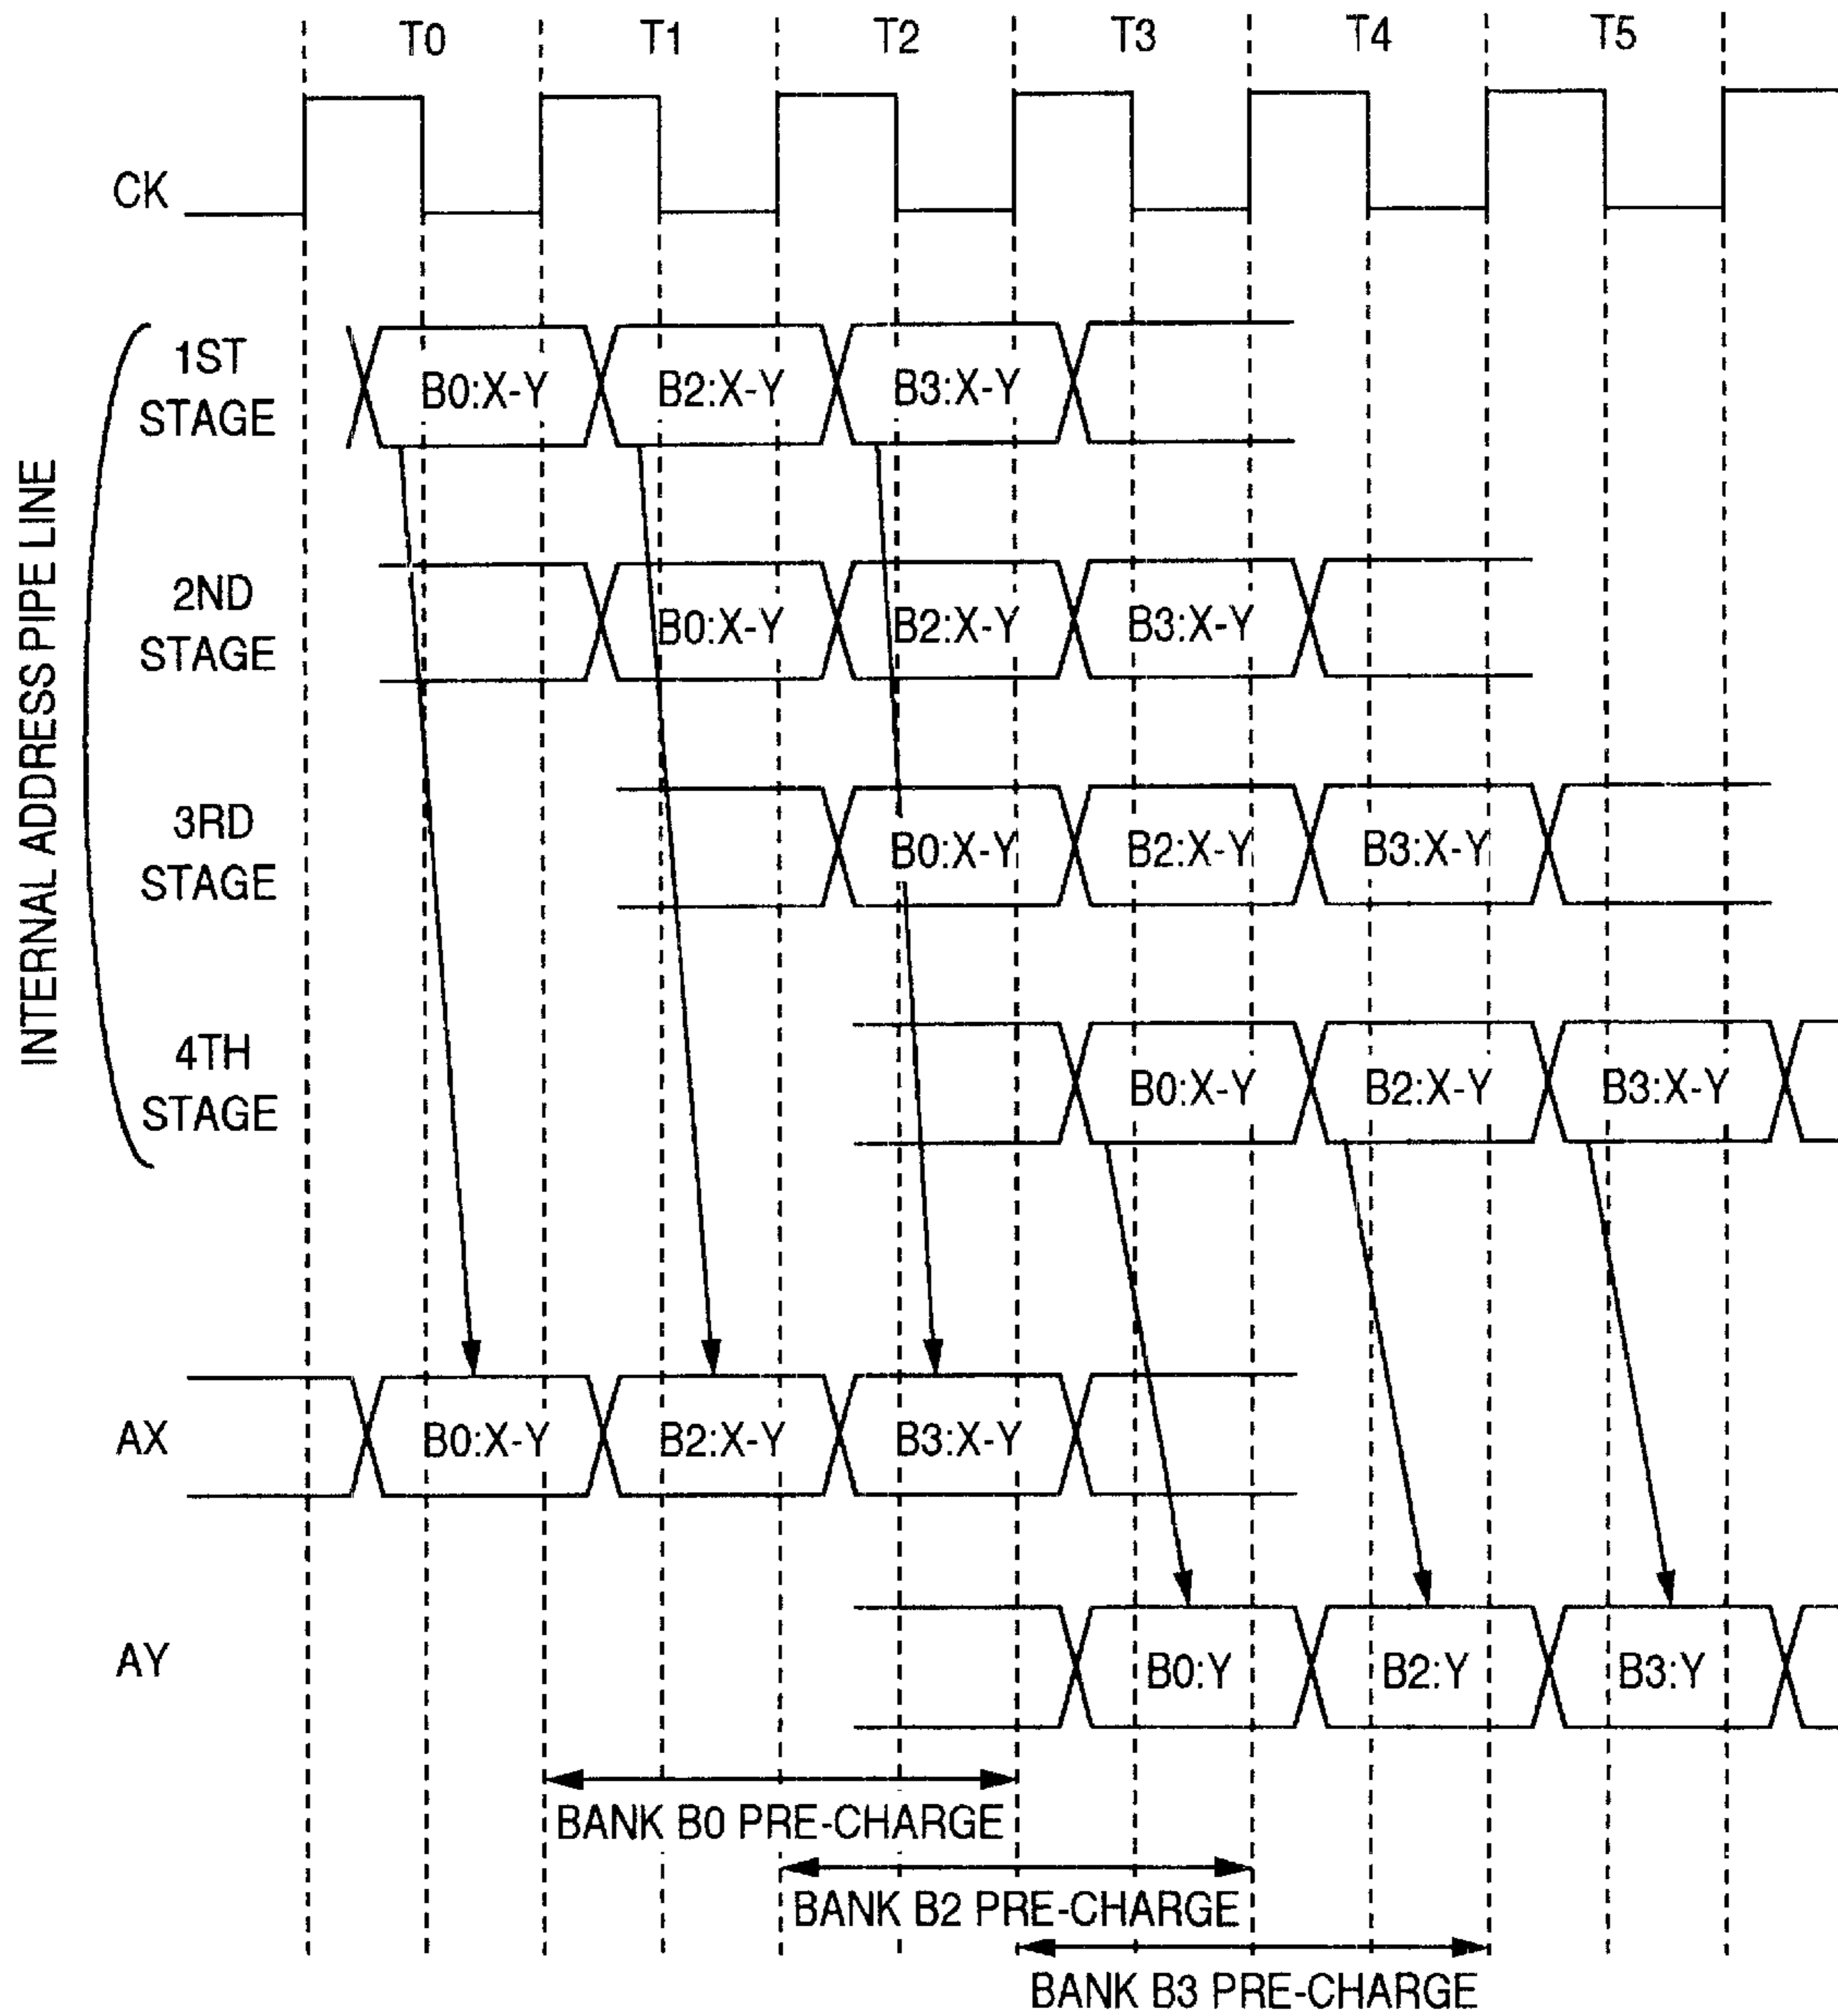 T0 T1 T2 T3 T4 T5
CK
INTERNAL ADDRESS PIPE LINE
1ST
STAGE
B0:X-Y B2:X-Y B3:X-Y
2ND
STAGE
B0:X-Y B2:X-Y B3:X-Y
3RD
STAGE
B0:X-Y B2:X-Y B3:X-Y
4TH
STAGE
B0:X-Y B2:X-Y B3:X-Y
AX B0:X-Y B2:X-Y B3:X-Y
AY B0:Y B2:Y B3:Y
BANK B0 PRE-CHARGE
BANK B2 PRE-CHARGE
BANK B3 PRE-CHARGE